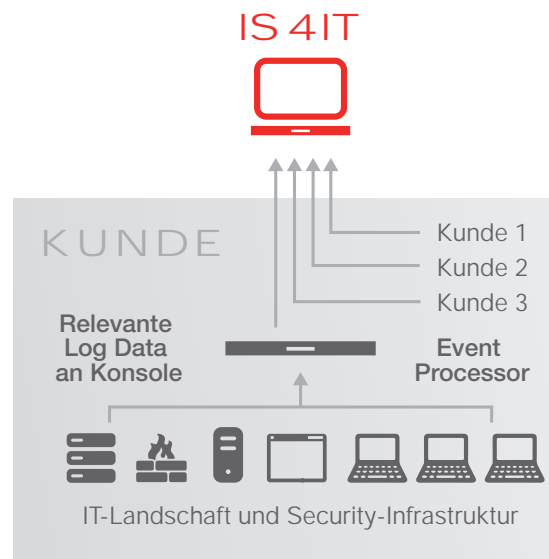 IS 4IT
KUNDE
Kunde 1
Kunde 2
Kunde 3
Relevante
Log Data
an Konsole
Event
Processor
IT-Landschaft und Security-Infrastruktur